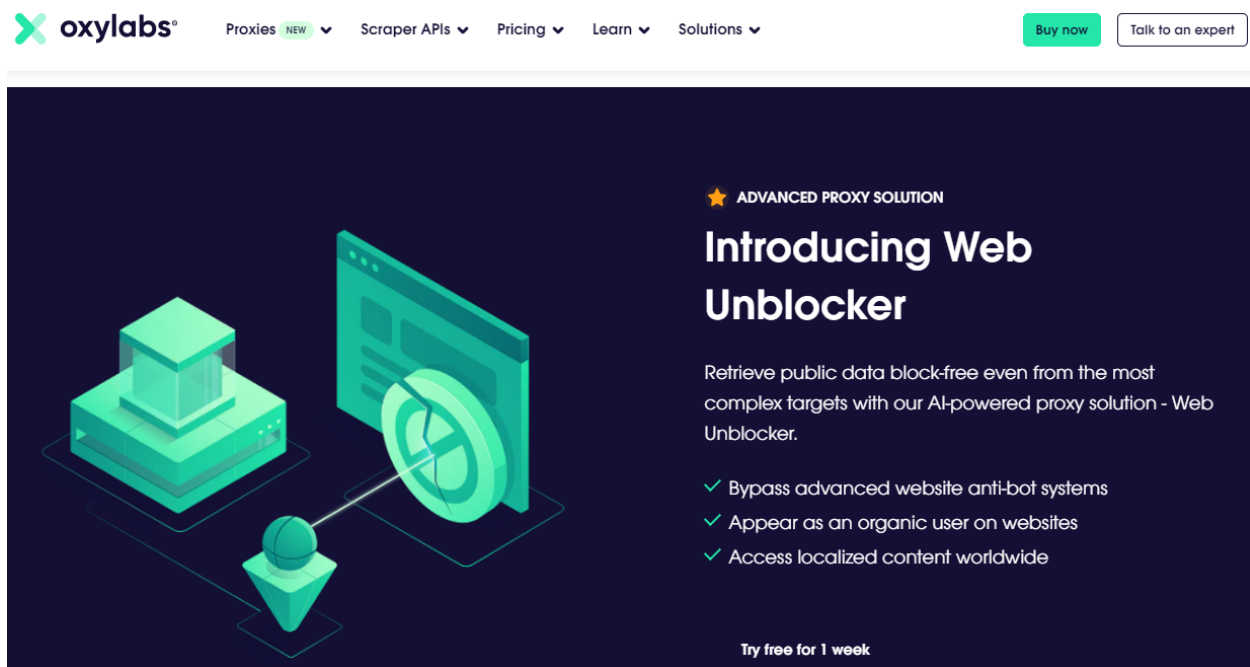 oxylabs®
Proxies NEW
Scraper APIs
Pricing
Learn
Solutions
Buy now
Talk to an expert
ADVANCED PROXY SOLUTION
Introducing Web
Unblocker
Retrieve public data block-free even from the most
complex targets with our AI-powered proxy solution - Web
Unblocker.
Bypass advanced website anti-bot systems
Appear as an organic user on websites
Access localized content worldwide
Try free for 1 week